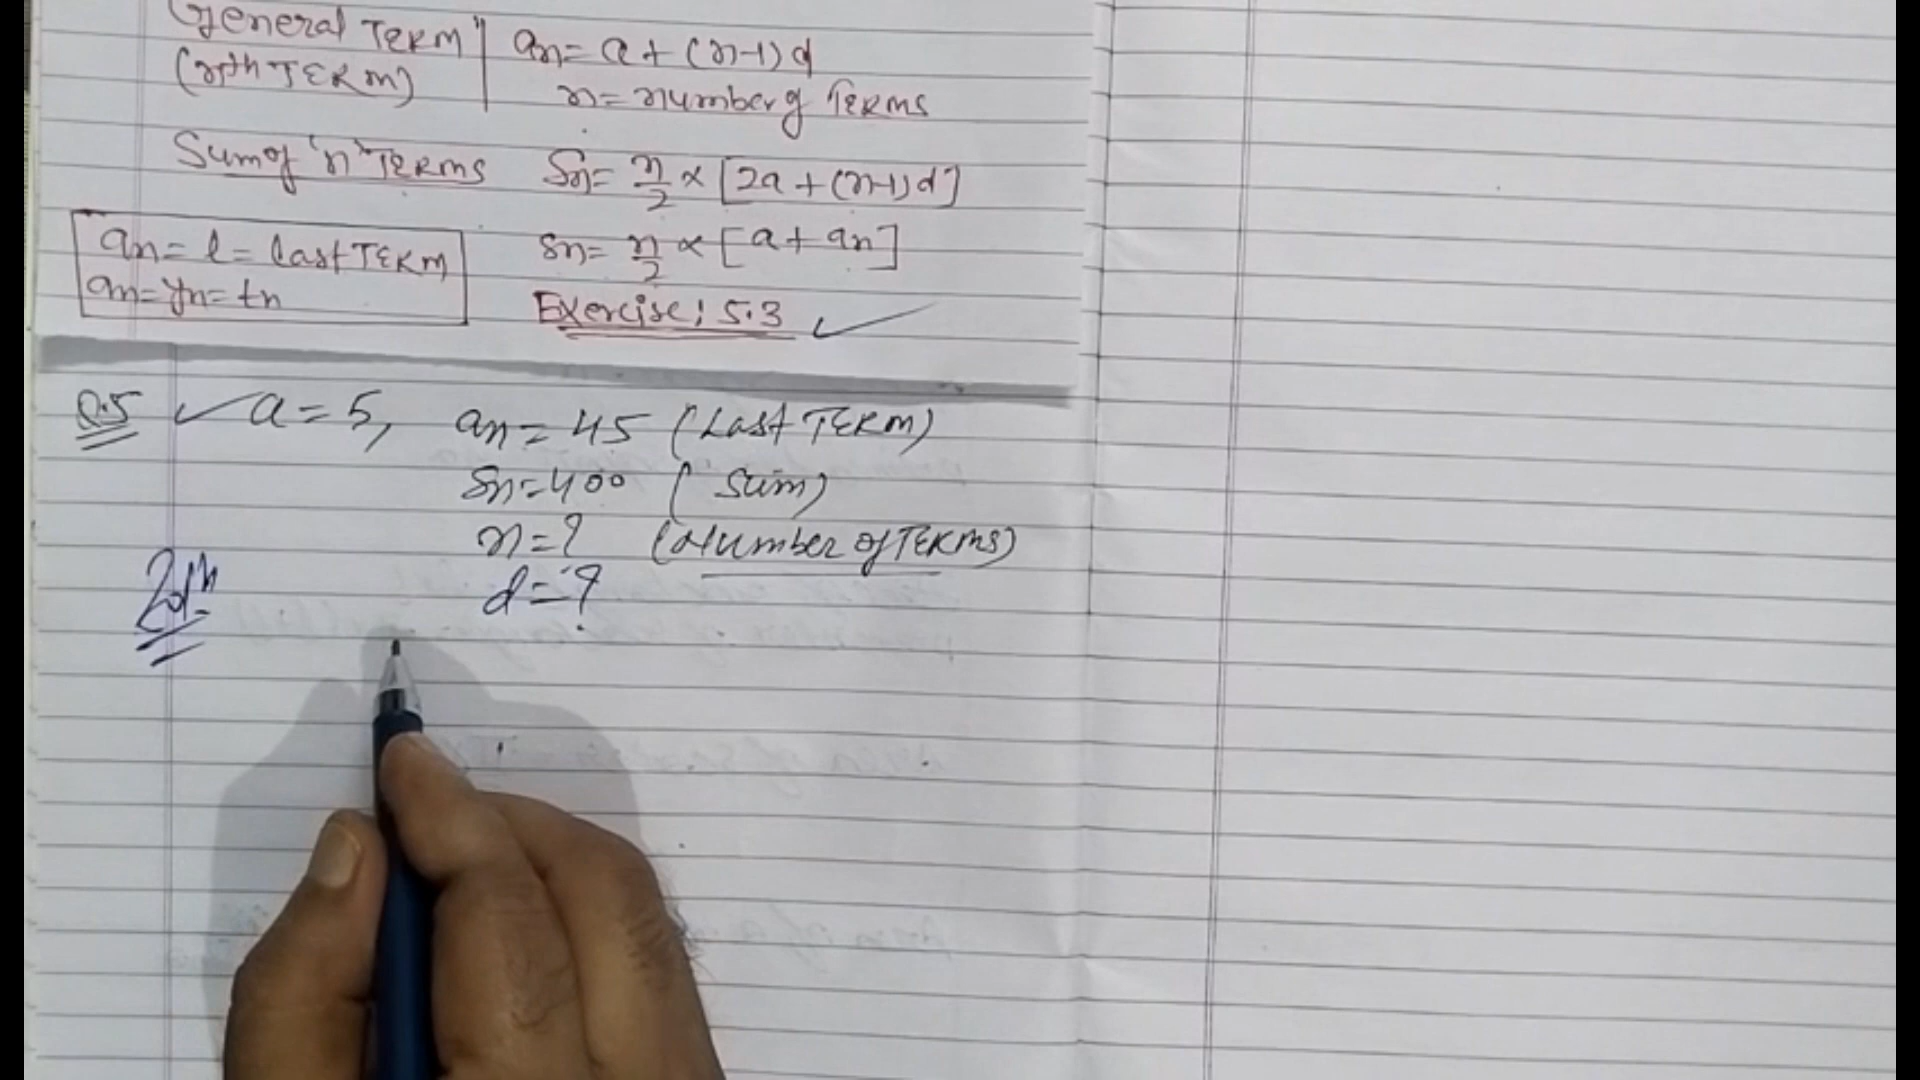 General TERM
(nth TERM)
an = a + (n-1)d
n = number of TERMS
Sum of 'n' TERMS
Sn = n/2 × [2a + (n-1)d]
an = l = last TERM
an = yn = tn
Sn = n/2 × [a + an]
Exercise: 5.3 ✓
Q.5 ✓ a = 5, an = 45 (Last TERM)
Sn = 400 (Sum)
n = ? (Number of TERMS)
d = ?